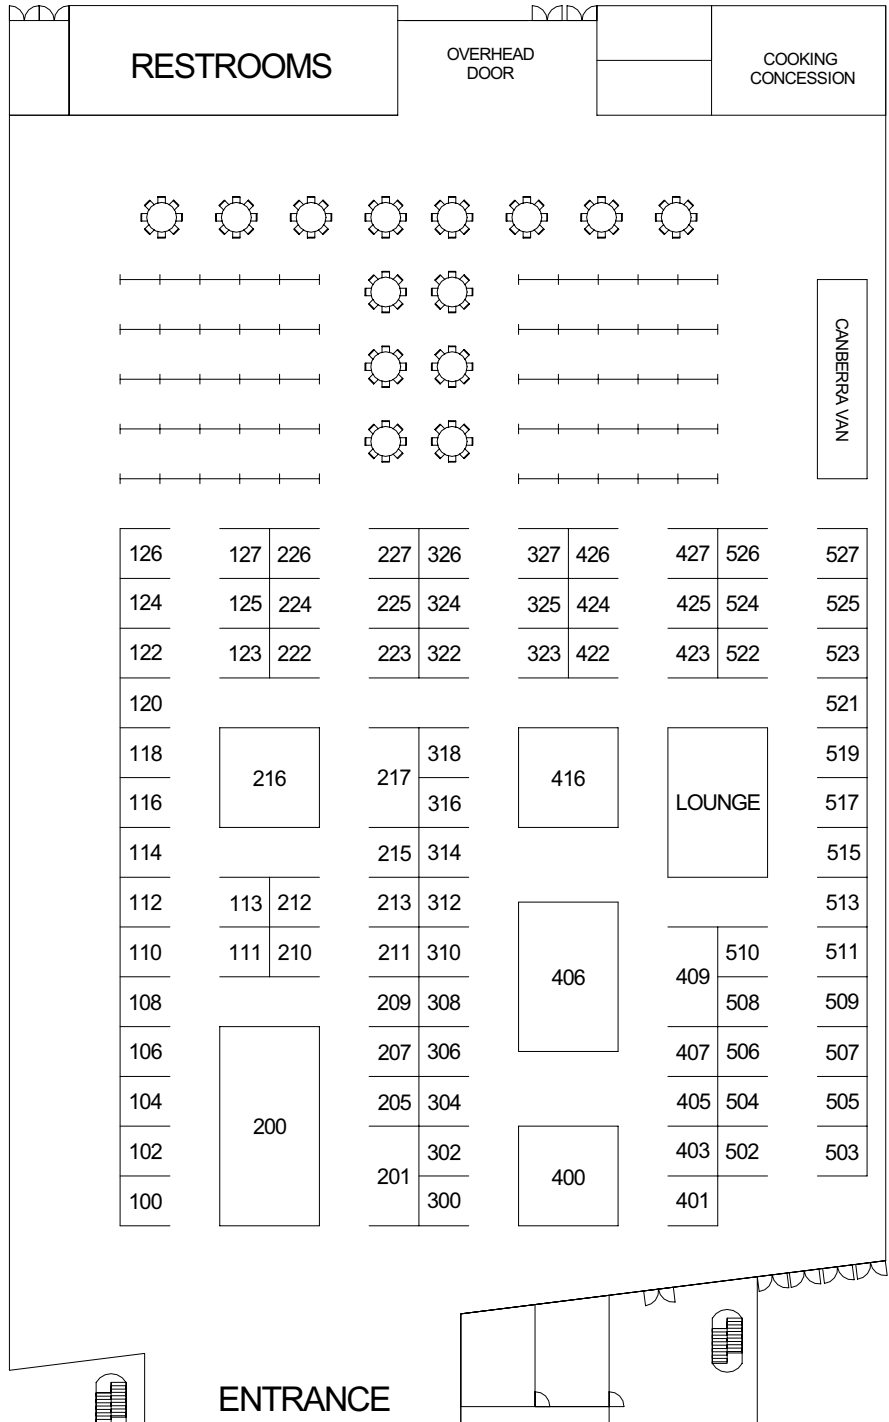 RESTROOMS
OVERHEAD
DOOR
COOKING
CONCESSION
CANBERRA VAN
126 127 226 227 326 327 426 427 526 527
124 125 224 225 324 325 424 425 524 525
122 123 222 223 322 323 422 423 522 523
120 521
118 318 519
216 217 416 LOUNGE
116 316 517
114 215 314 515
112 113 212 213 312 513
110 111 210 211 310 510 511
406 409
108 209 308 508 509
106 207 306 407 506 507
104 205 304 405 504 505
200
102 302 403 502 503
201 400
100 300 401
ENTRANCE